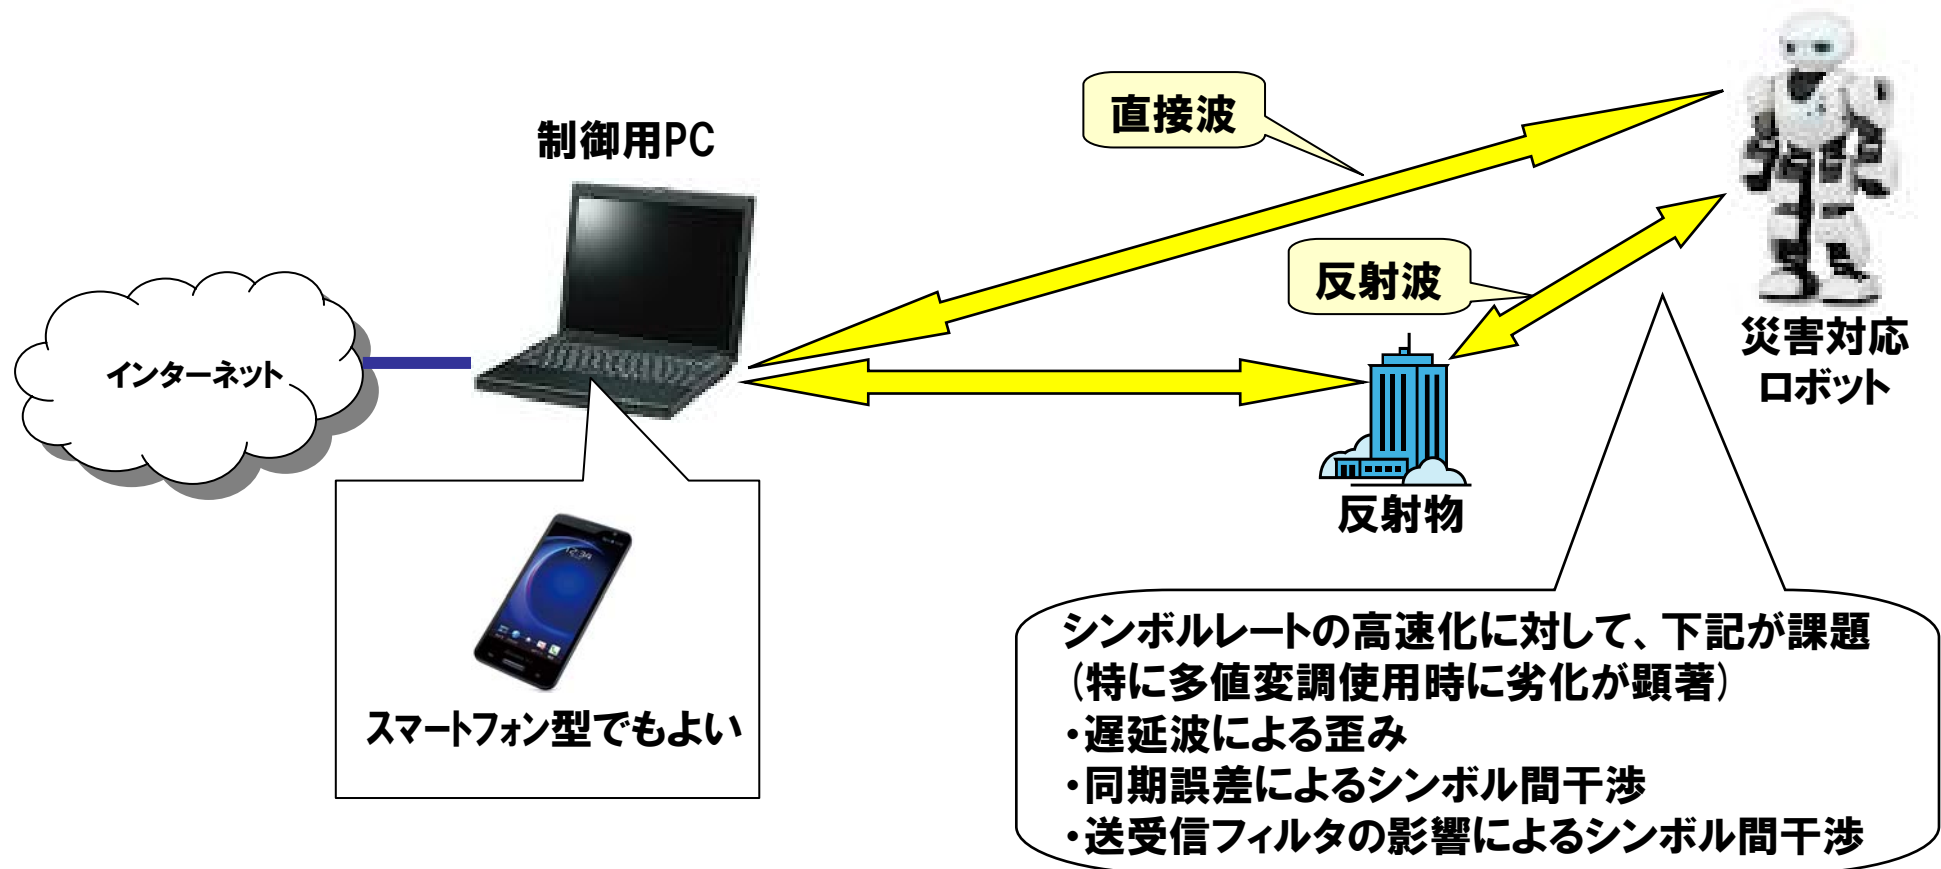 直接波
制御用PC
反射波
インターネット
災害対応
ロボット
反射物
12:34
スマートフォン型でもよい
シンボルレートの高速化に対して、下記が課題
(特に多値変調使用時に劣化が顕著)
・遅延波による歪み
・同期誤差によるシンボル間干渉
・送受信フィルタの影響によるシンボル間干渉